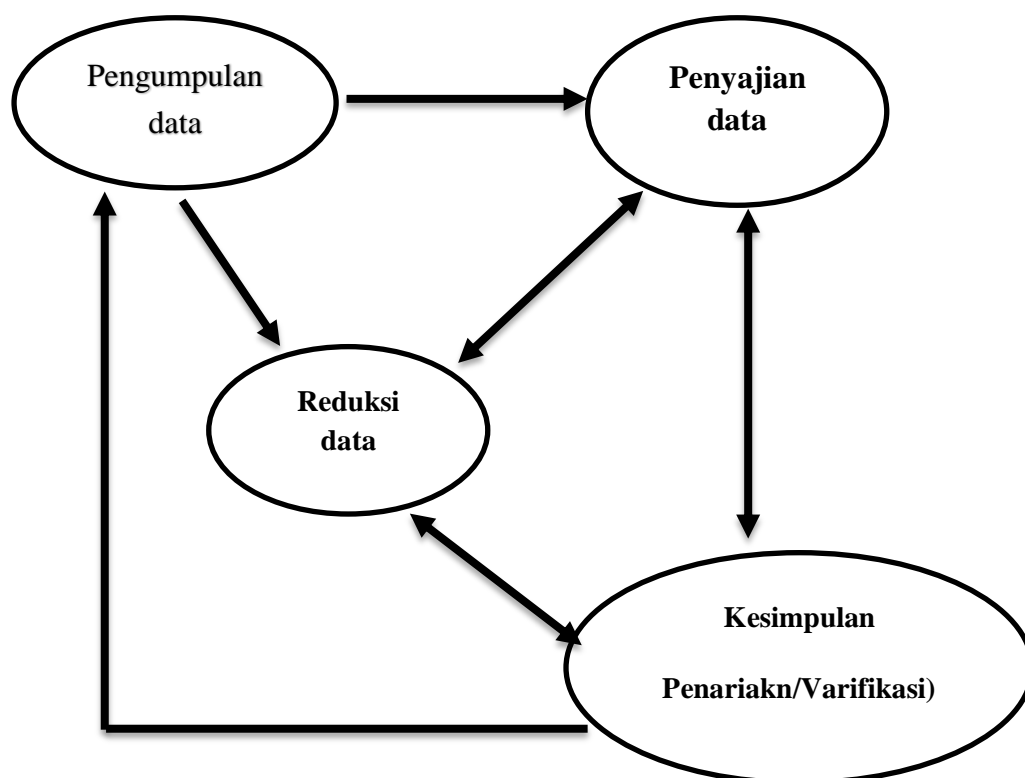 Pengumpulan
data
Penyajian
data
Reduksi
data
Kesimpulan
Penariakn/Varifikasi)